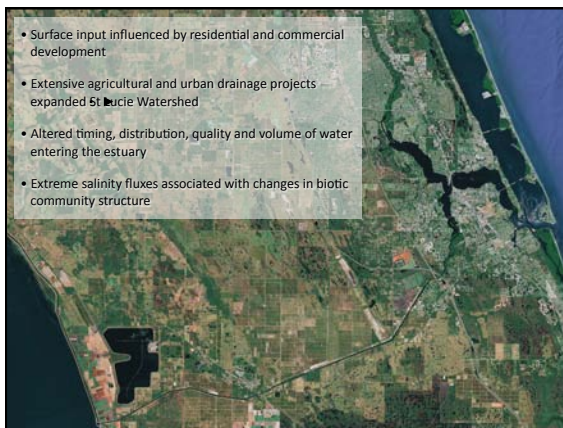 • Surface input influenced by residential and commercial
development
• Extensive agricultural and urban drainage projects
expanded St Lucie Watershed
• Altered timing, distribution, quality and volume of water
entering the estuary
• Extreme salinity fluxes associated with changes in biotic
community structure